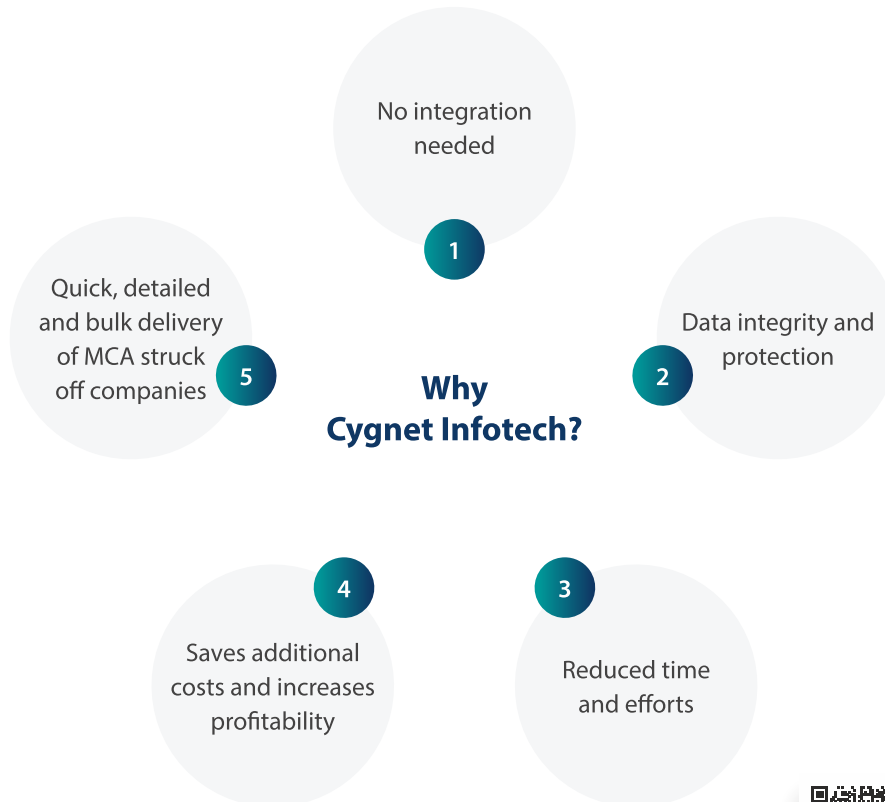 No integration
needed
1
Data integrity and
protection
2
Why
Cygnet Infotech?
Quick, detailed
and bulk delivery
of MCA struck
off companies
5
4
Saves additional
costs and increases
profitability
3
Reduced time
and efforts